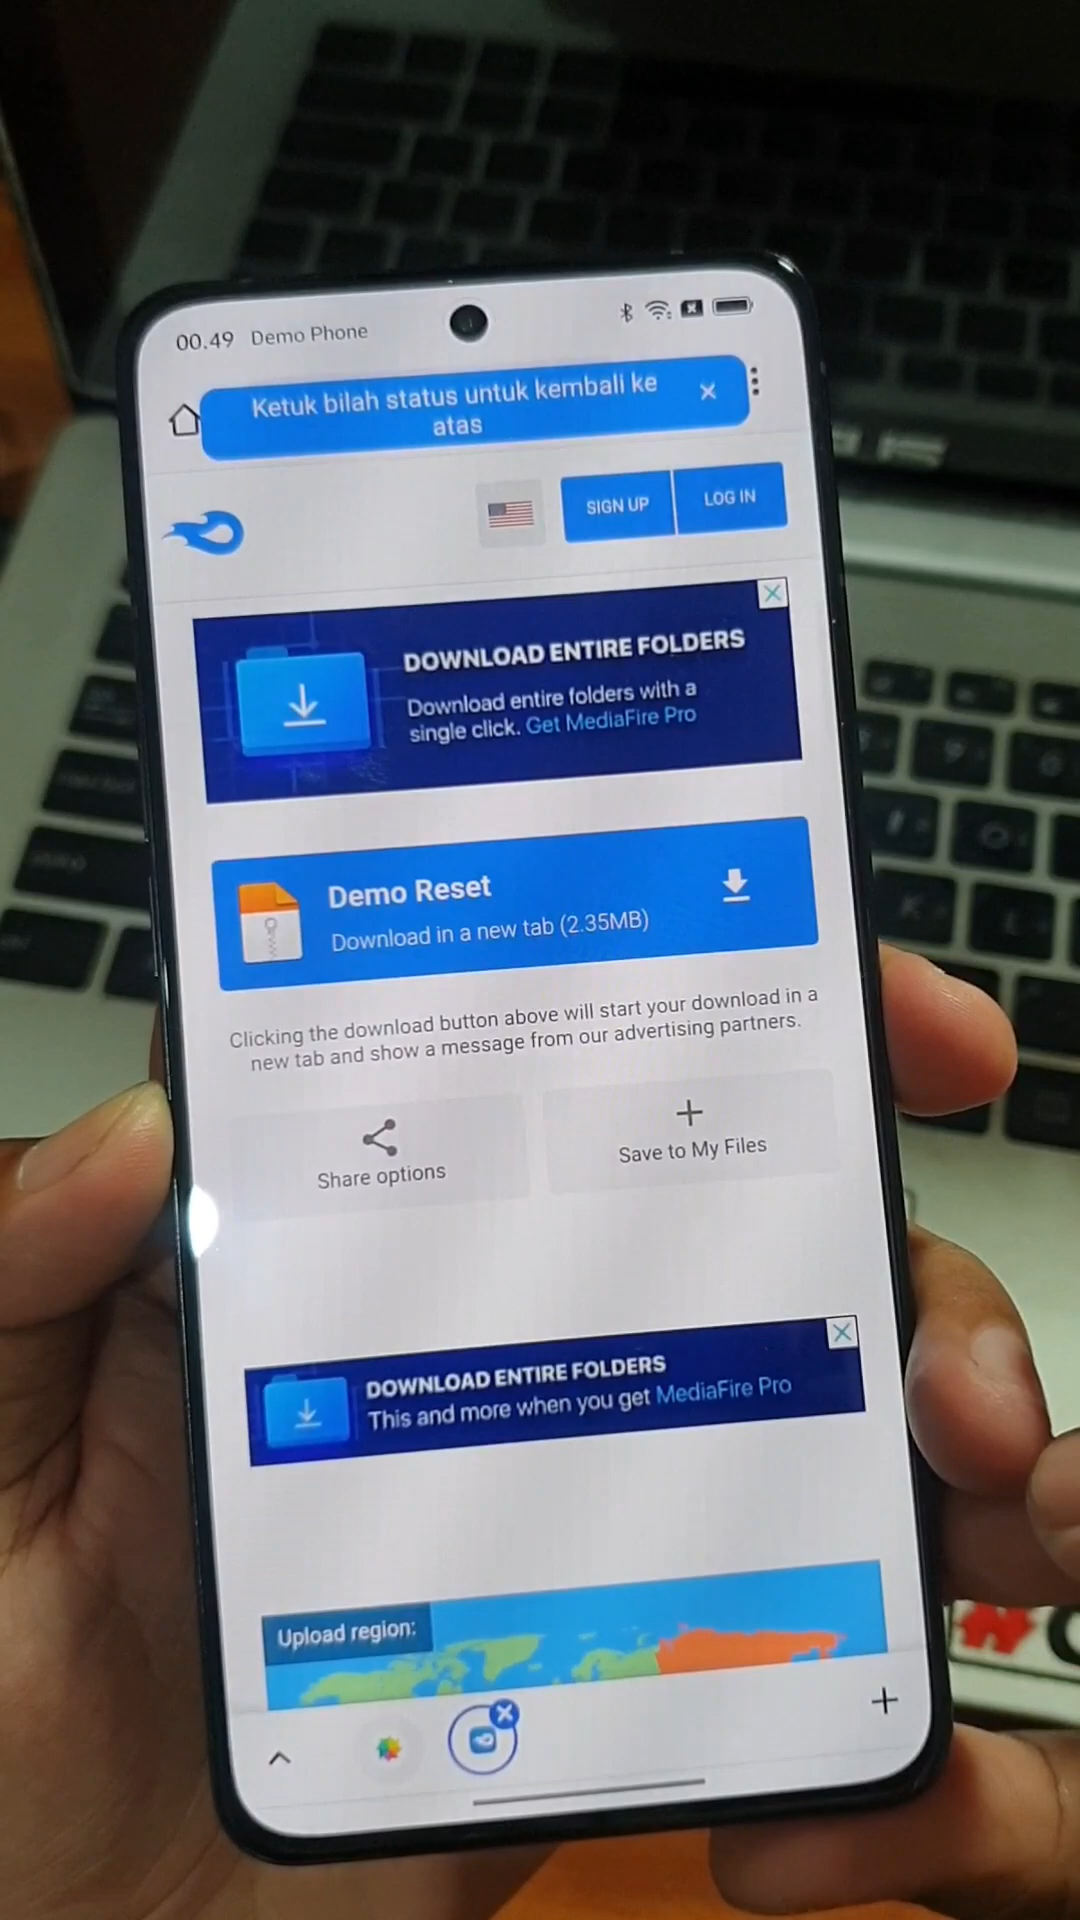 00.49 Demo Phone
Ketuk bilah status untuk kembali ke
atas
SIGN UP
LOG IN
DOWNLOAD ENTIRE FOLDERS
Download entire folders with a
single click. Get MediaFire Pro
Demo Reset
Download in a new tab (2.35MB)
Clicking the download button above will start your download in a
new tab and show a message from our advertising partners.
Share options
Save to My Files
DOWNLOAD ENTIRE FOLDERS
This and more when you get MediaFire Pro
Upload region: